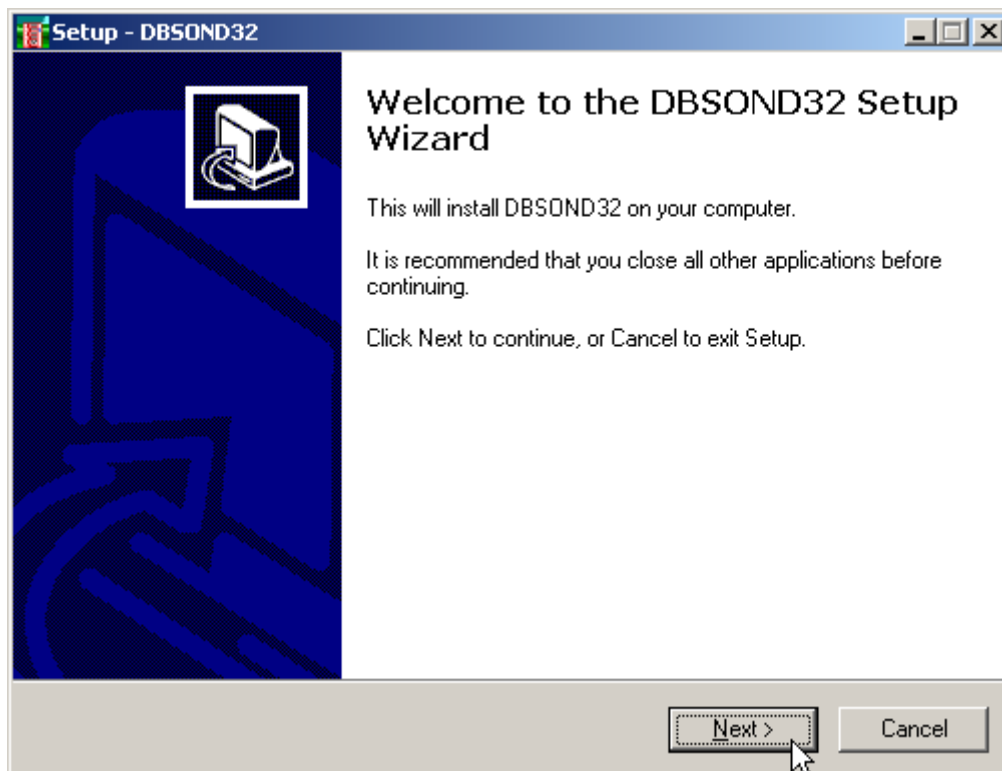 Setup - DBSOND32
Welcome to the DBSOND32 Setup
Wizard
This will install DBSOND32 on your computer.
It is recommended that you close all other applications before
continuing.
Click Next to continue, or Cancel to exit Setup.
Next >
Cancel